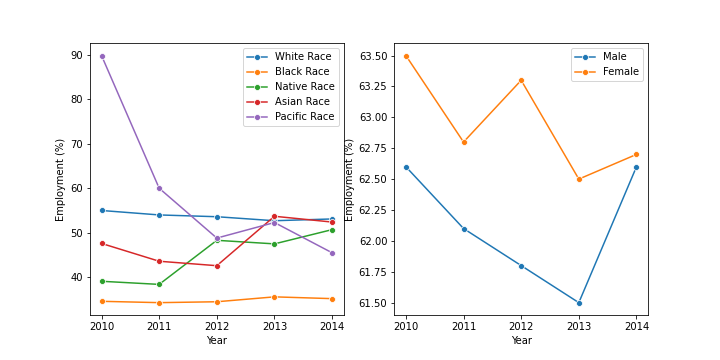 90
80
70
60
50
40
Employment (%)
2010 2011 2012 2013 2014
Year
White Race
Black Race
Native Race
Asian Race
Pacific Race
63.50
63.25
63.00
62.75
62.50
62.25
62.00
61.75
61.50
Employment (%)
2010 2011 2012 2013 2014
Year
Male
Female